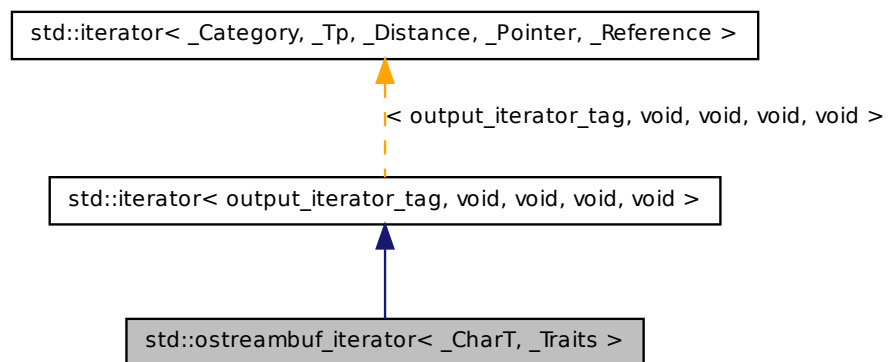 std::iterator< _Category, _Tp, _Distance, _Pointer, _Reference >
< output_iterator_tag, void, void, void, void >
std::iterator< output_iterator_tag, void, void, void, void >
std::ostreambuf_iterator< _CharT, _Traits >